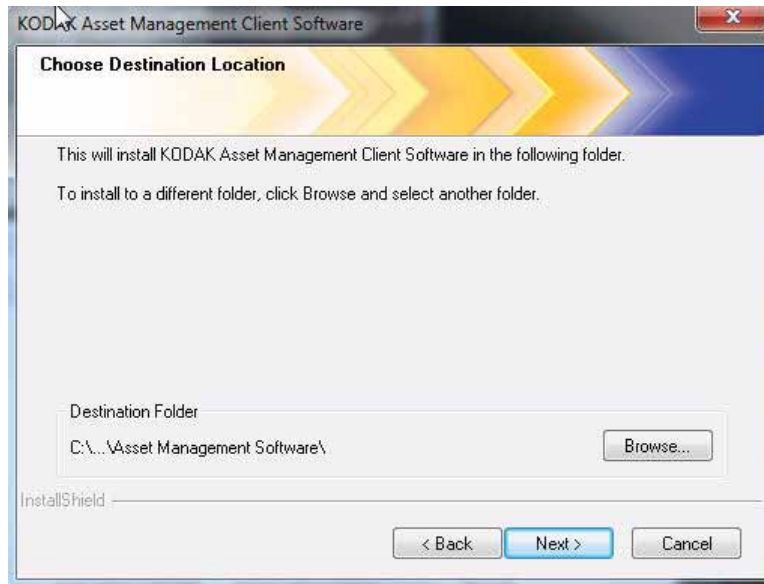 KODAK Asset Management Client Software
x
Choose Destination Location
This will install KODAK Asset Management Client Software in the following folder.
To install to a different folder, click Browse and select another folder.
Destination Folder
C:\...\Asset Management Software\
Browse...
InstallShield
< Back
Next >
Cancel